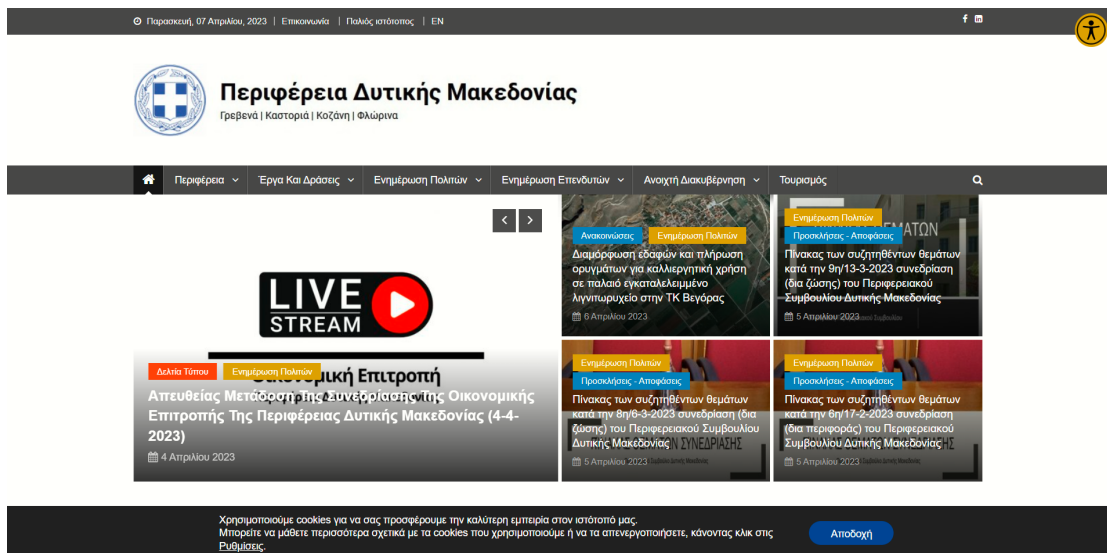 Παρασκευή, 07 Απριλίου, 2023 | Επικοινωνία | Παλιός ιστότοπος | EN
Περιφέρεια Δυτικής Μακεδονίας
Γρεβενά | Καστοριά | Κοζάνη | Φλώρινα
Περιφέρεια Έργα Και Δράσεις Ενημέρωση Πολιτών Ενημέρωση Επενδυτών Ανοιχτή Διακυβέρνηση Τουρισμός
LIVE
STREAM
Δελτία Τύπου Ενημέρωση Πολιτών
Απευθείας Μετάδοση Της Συνεδρίασης Της Οικονομικής
Επιτροπής Της Περιφέρειας Δυτικής Μακεδονίας (4-4-
2023)
4 Απριλίου 2023
Ανακοινώσεις Ενημέρωση Πολιτών
Διαμόρφωση εδαφών και πλήρωση
ορυγμάτων για καλλιεργητική χρήση
σε παλαιό εγκαταλελειμμένο
λιγνιτωρυχείο στην ΤΚ Βεγόρας
6 Απριλίου 2023
Ενημέρωση Πολιτών
Προσκλήσεις - Αποφάσεις
Πίνακας των συζητηθέντων θεμάτων
κατά την 9η/13-3-2023 συνεδρίαση
(δια ζώσης) του Περιφερειακού
Συμβουλίου Δυτικής Μακεδονίας
5 Απριλίου 2023
Ενημέρωση Πολιτών
Προσκλήσεις - Αποφάσεις
Πίνακας των συζητηθέντων θεμάτων
κατά την 8η/6-3-2023 συνεδρίαση (δια
ζώσης) του Περιφερειακού Συμβουλίου
Δυτικής Μακεδονίας
5 Απριλίου 2023
Ενημέρωση Πολιτών
Προσκλήσεις - Αποφάσεις
Πίνακας των συζητηθέντων θεμάτων
κατά την 6η/17-2-2023 συνεδρίαση
(δια περιφοράς) του Περιφερειακού
Συμβουλίου Δυτικής Μακεδονίας
5 Απριλίου 2023
Χρησιμοποιούμε cookies για να σας προσφέρουμε την καλύτερη εμπειρία στον ιστότοπό μας.
Μπορείτε να μάθετε περισσότερα σχετικά με τα cookies που χρησιμοποιούμε ή να τα απενεργοποιήσετε, κάνοντας κλικ στις
Ρυθμίσεις.
Αποδοχή